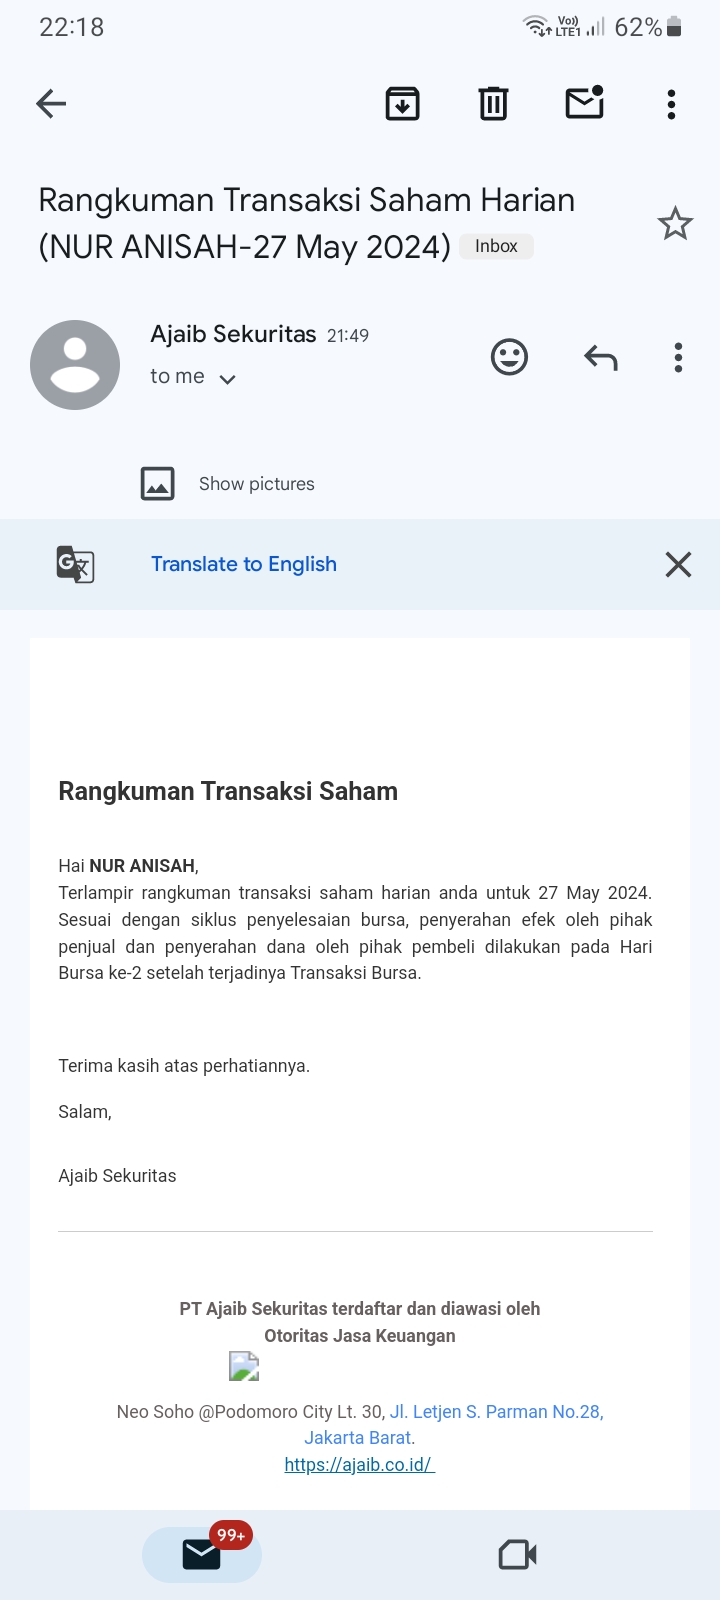 22:18
Vo))
LTE1
62%
Rangkuman Transaksi Saham Harian
(NUR ANISAH-27 May 2024) Inbox
Ajaib Sekuritas 21:49
to me
Show pictures
Translate to English
Rangkuman Transaksi Saham
Hai NUR ANISAH,
Terlampir rangkuman transaksi saham harian anda untuk 27 May 2024.
Sesuai dengan siklus penyelesaian bursa, penyerahan efek oleh pihak
penjual dan penyerahan dana oleh pihak pembeli dilakukan pada Hari
Bursa ke-2 setelah terjadinya Transaksi Bursa.
Terima kasih atas perhatiannya.
Salam,
Ajaib Sekuritas
PT Ajaib Sekuritas terdaftar dan diawasi oleh
Otoritas Jasa Keuangan
Neo Soho @Podomoro City Lt. 30, Jl. Letjen S. Parman No.28,
Jakarta Barat.
https://ajaib.co.id/
99+